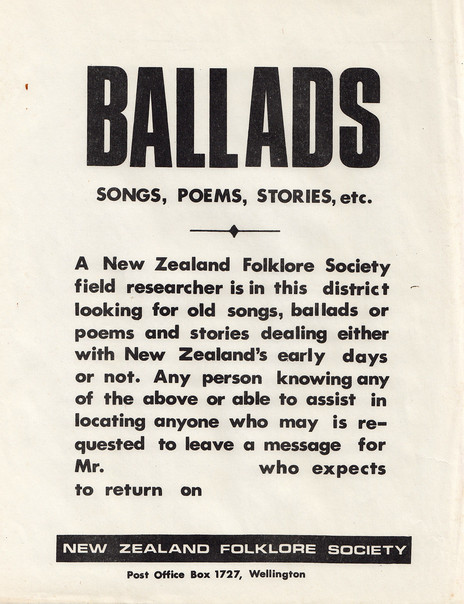 BALLADS
SONGS, POEMS, STORIES, etc.
A New Zealand Folklore Society
field researcher is in this district
looking for old songs, ballads or
poems and stories dealing either
with New Zealand's early days
or not. Any person knowing any
of the above or able to assist in
locating anyone who may is re-
quested to leave a message for
Mr. who expects
to return on
NEW ZEALAND FOLKLORE SOCIETY
Post Office Box 1727, Wellington